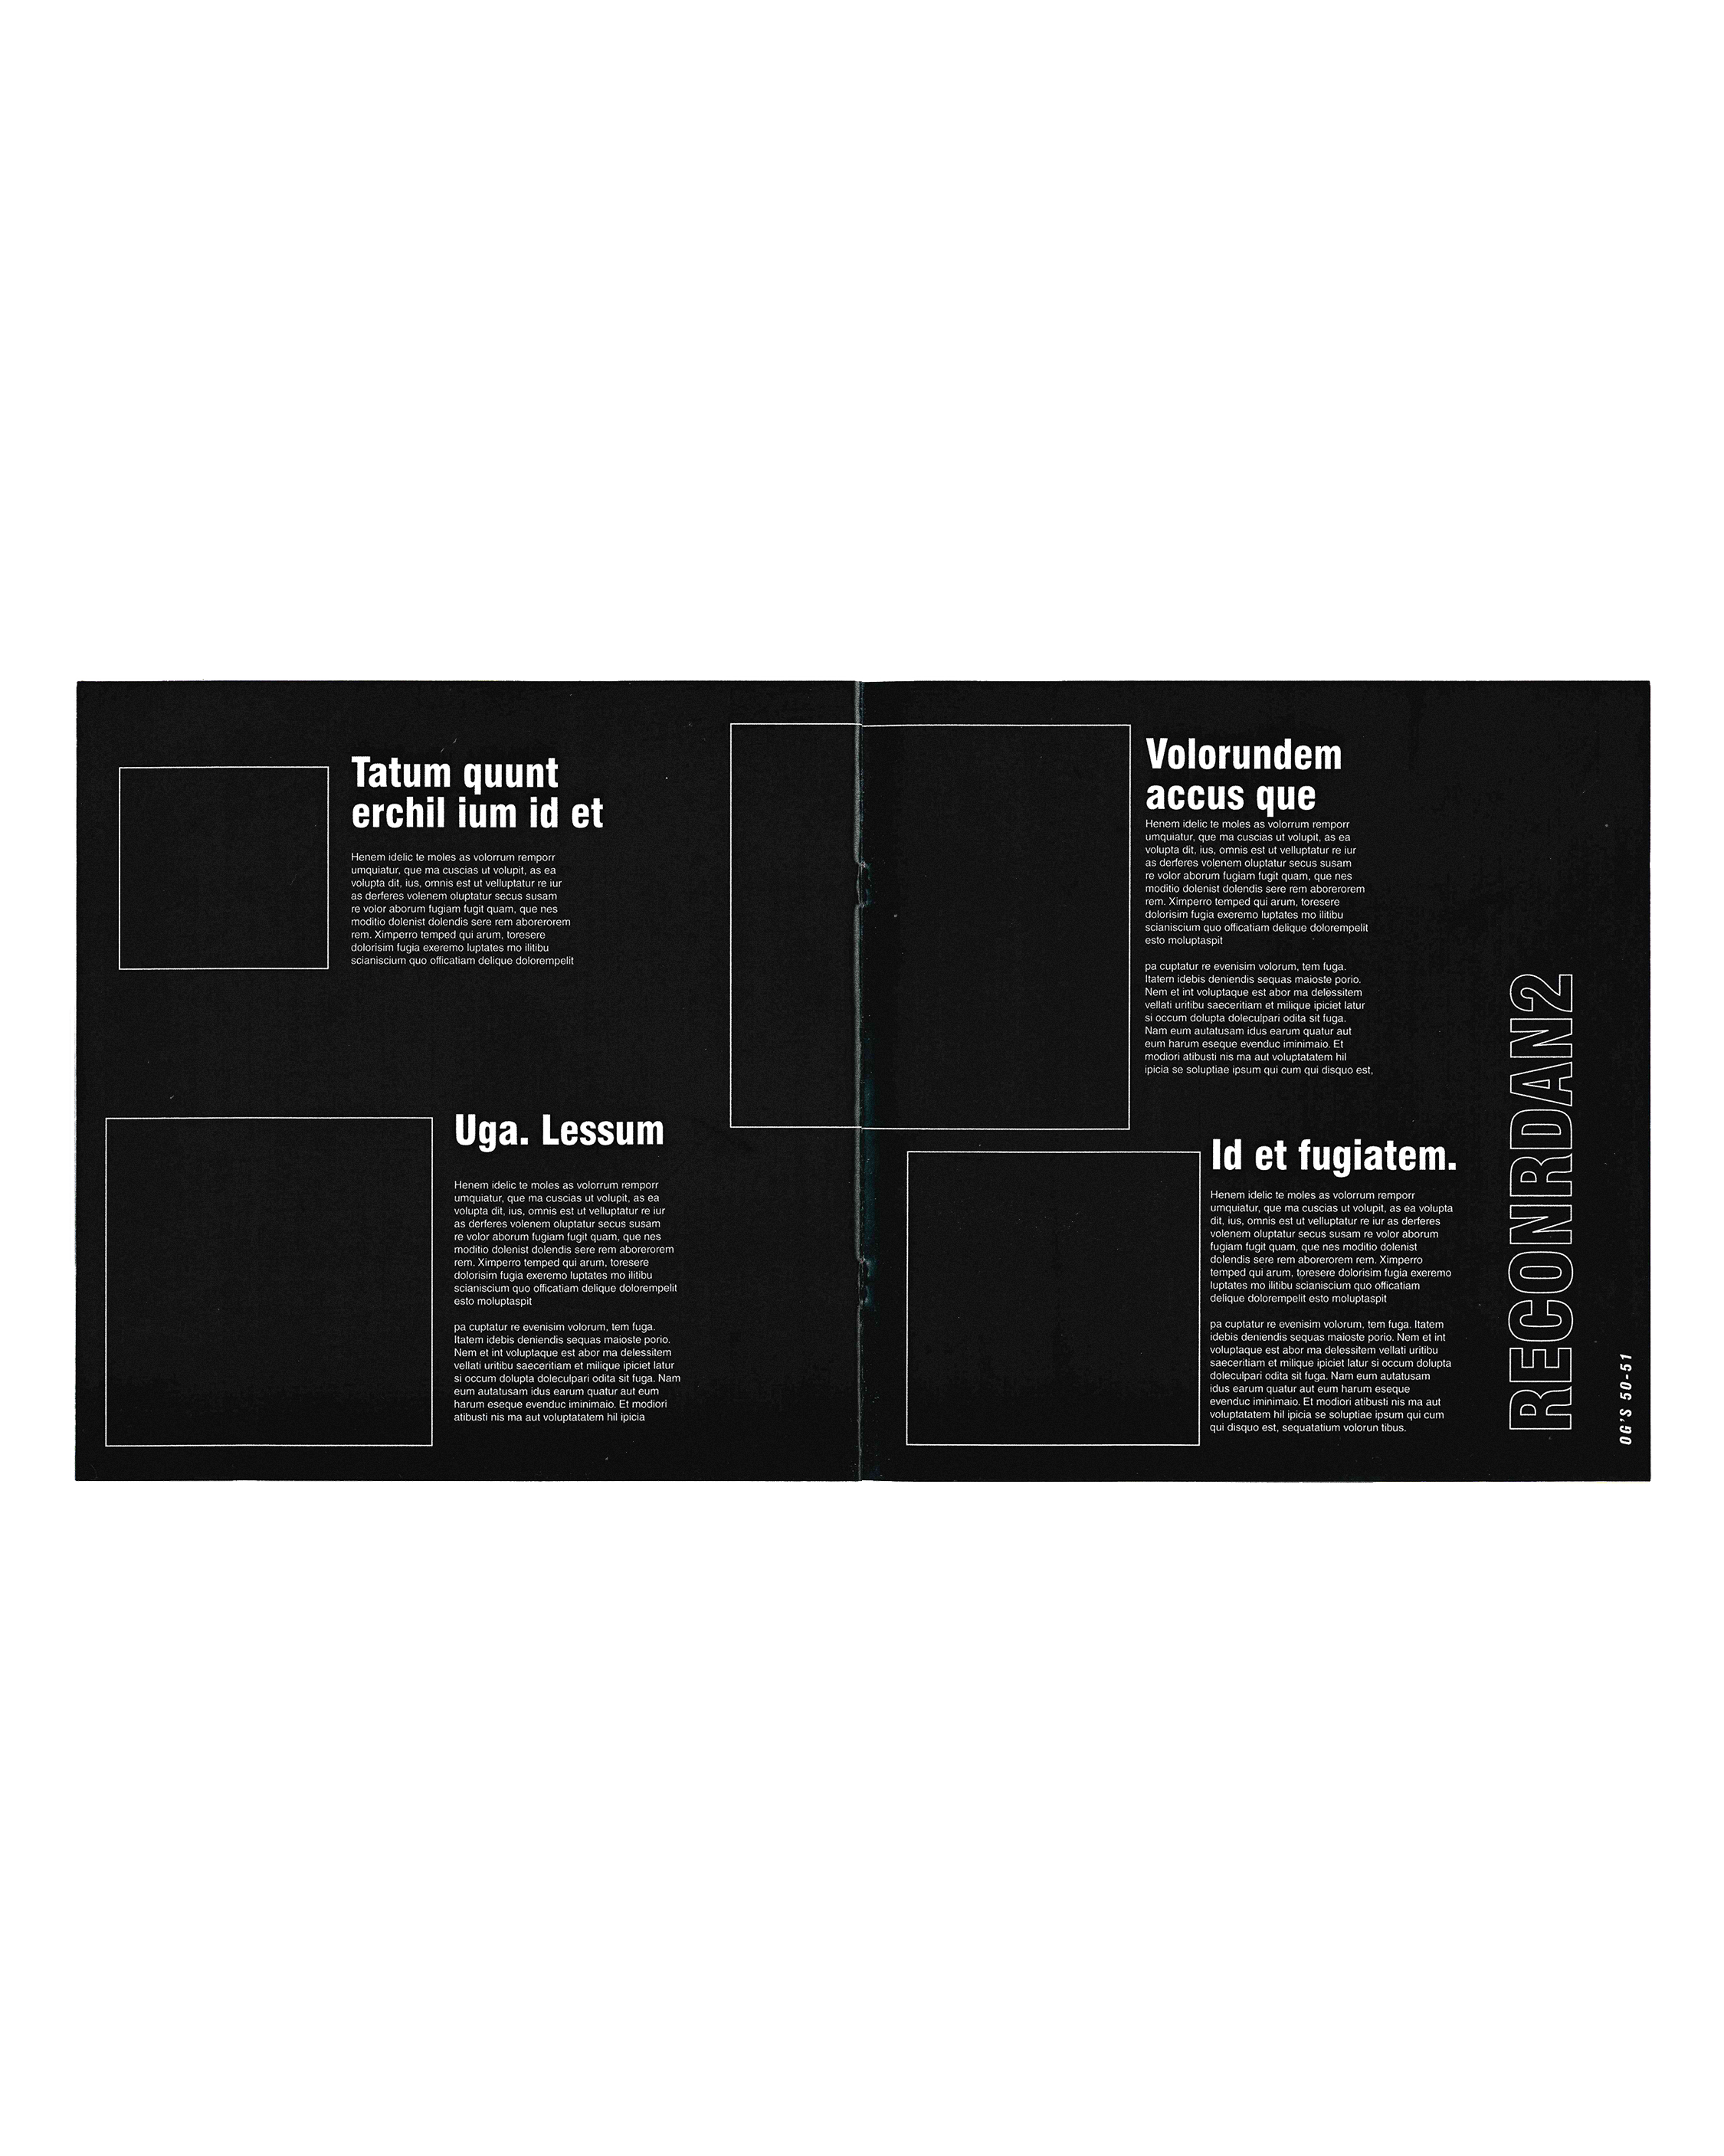 Tatum quunt
erchil ium id et
Henem idelic te moles as volorrum remporr
umquiatur, que ma cuscias ut volupit, as ea
volupta dit, ius, omnis est ut velluptatur re iur
as derferes volenem oluptatur secus susam
re volor aborum fugiam fugit quam, que nes
moditio dolenist dolendis sere rem aborerorem
rem. Ximperro temped qui arum, toresere
dolorisim fugia exeremo luptates mo ilitibu
scianiscium quo officatiam delique dolorempelit
Uga. Lessum
Henem idelic te moles as volorrum remporr
umquiatur, que ma cuscias ut volupit, as ea
volupta dit, ius, omnis est ut velluptatur re iur
as derferes volenem oluptatur secus susam
re volor aborum fugiam fugit quam, que nes
moditio dolenist dolendis sere rem aborerorem
rem. Ximperro temped qui arum, toresere
dolorisim fugia exeremo luptates mo ilitibu
scianiscium quo officatiam delique dolorempelit
esto moluptaspit
pa cuptatur re evenisim volorum, tem fuga.
Itatem idebis deniendis sequas maioste porio.
Nem et int voluptaque est abor ma delessitem
vellati uritibu saeceritiam et milique ipiciet latur
si occum dolupta doleculpari odita sit fuga. Nam
eum autatusam idus earum quatur aut eum
harum eseque evenduc iminimaio. Et modiori
atibusti nis ma aut voluptatatem hil ipicia
Volorundem
accus que
Henem idelic te moles as volorrum remporr
umquiatur, que ma cuscias ut volupit, as ea
volupta dit, ius, omnis est ut velluptatur re iur
as derferes volenem oluptatur secus susam
re volor aborum fugiam fugit quam, que nes
moditio dolenist dolendis sere rem aborerorem
rem. Ximperro temped qui arum, toresere
dolorisim fugia exeremo luptates mo ilitibu
scianiscium quo officatiam delique dolorempelit
esto moluptaspit
pa cuptatur re evenisim volorum, tem fuga.
Itatem idebis deniendis sequas maioste porio.
Nem et int voluptaque est abor ma delessitem
vellati uritibu saeceritiam et milique ipiciet latur
si occum dolupta doleculpari odita sit fuga.
Nam eum autatusam idus earum quatur aut
eum harum eseque evenduc iminimaio. Et
modiori atibusti nis ma aut voluptatatem hil
ipicia se soluptiae ipsum qui cum qui disquo est,
Id et fugiatem.
Henem idelic te moles as volorrum remporr
umquiatur, que ma cuscias ut volupit, as ea volupta
dit, ius, omnis est ut velluptatur re iur as derferes
volenem oluptatur secus susam re volor aborum
fugiam fugit quam, que nes moditio dolenist
dolendis sere rem aborerorem rem. Ximperro
temped qui arum, toresere dolorisim fugia exeremo
luptates mo ilitibu scianiscium quo officatiam
delique dolorempelit esto moluptaspit
pa cuptatur re evenisim volorum, tem fuga. Itatem
idebis deniendis sequas maioste porio. Nem et int
voluptaque est abor ma delessitem vellati uritibu
saeceritiam et milique ipiciet latur si occum dolupta
doleculpari odita sit fuga. Nam eum autatusam
idus earum quatur aut eum harum eseque
evenduc iminimaio. Et modiori atibusti nis ma aut
voluptatatem hil ipicia se soluptiae ipsum qui cum
qui disquo est, sequatatium volorun tibus.
RECONRDAN2
OG'S 50-51